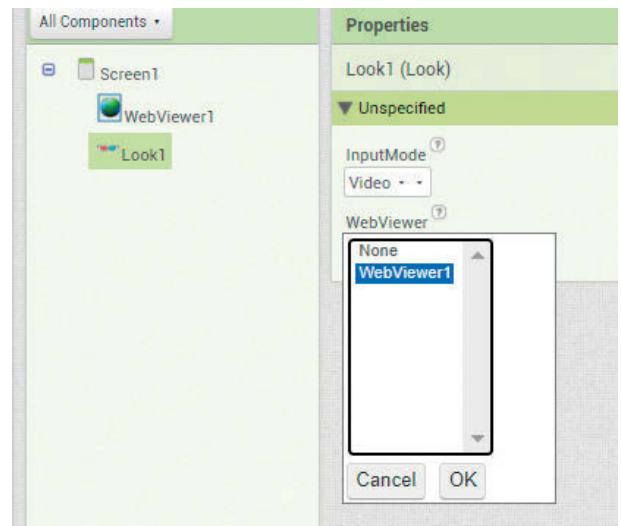 All Components
Screen1
WebViewer1
Look1
Properties
Look1 (Look)
Unspecified
InputMode ?
Video
WebViewer ?
None
WebViewer1
Cancel OK